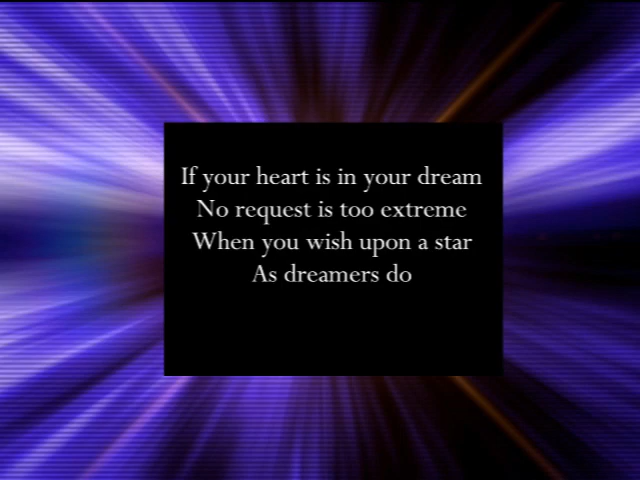 If your heart is in your dream
No request is too extreme
When you wish upon a star
As dreamers do